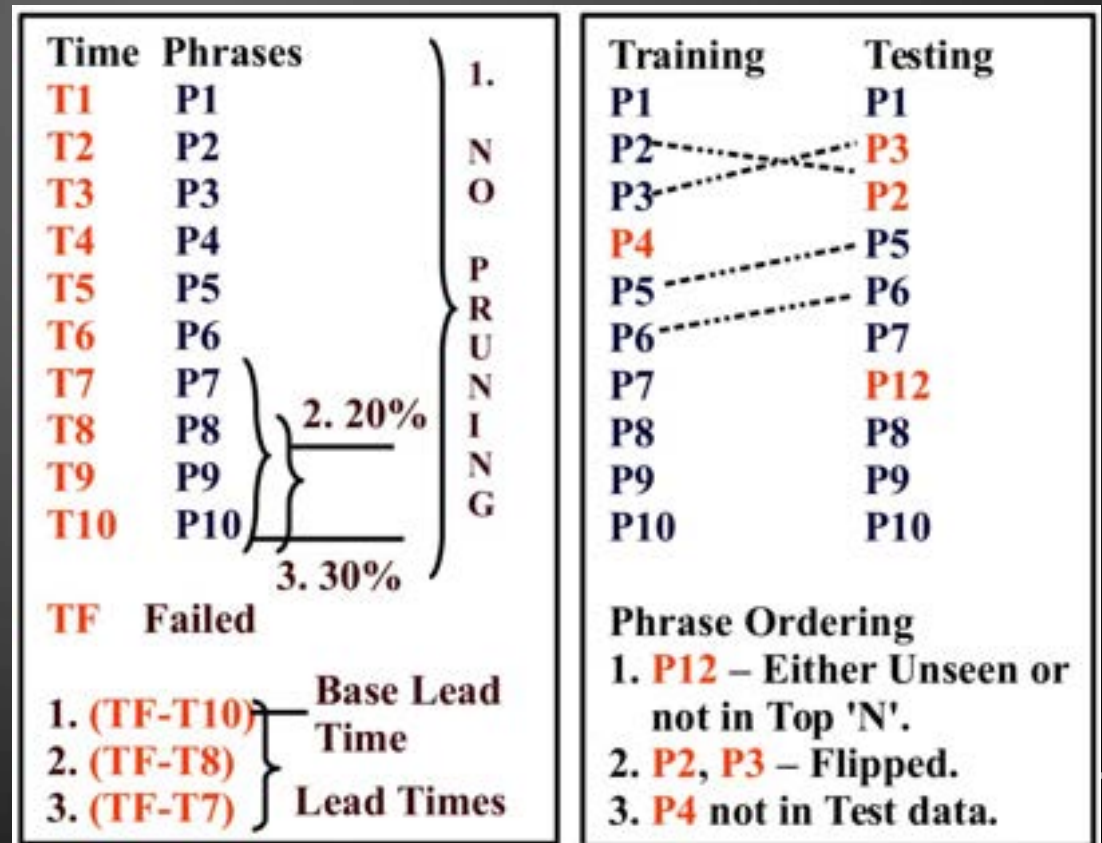 Time Phrases
T1 P1
T2 P2
T3 P3
T4 P4
T5 P5
T6 P6
T7 P7
T8 P8
T9 P9
T10 P10
1.
N
O
P
R
U
N
I
N
G
2. 20%
3. 30%
TF Failed
1. (TF-T10)
2. (TF-T8)
3. (TF-T7)
Base Lead
Time
Lead Times
Training Testing
P1 P1
P2 P3
P3 P2
P4 P5
P5 P6
P6 P7
P7 P12
P8 P8
P9 P9
P10 P10
Phrase Ordering
1. P12 – Either Unseen or
not in Top 'N'.
2. P2, P3 – Flipped.
3. P4 not in Test data.